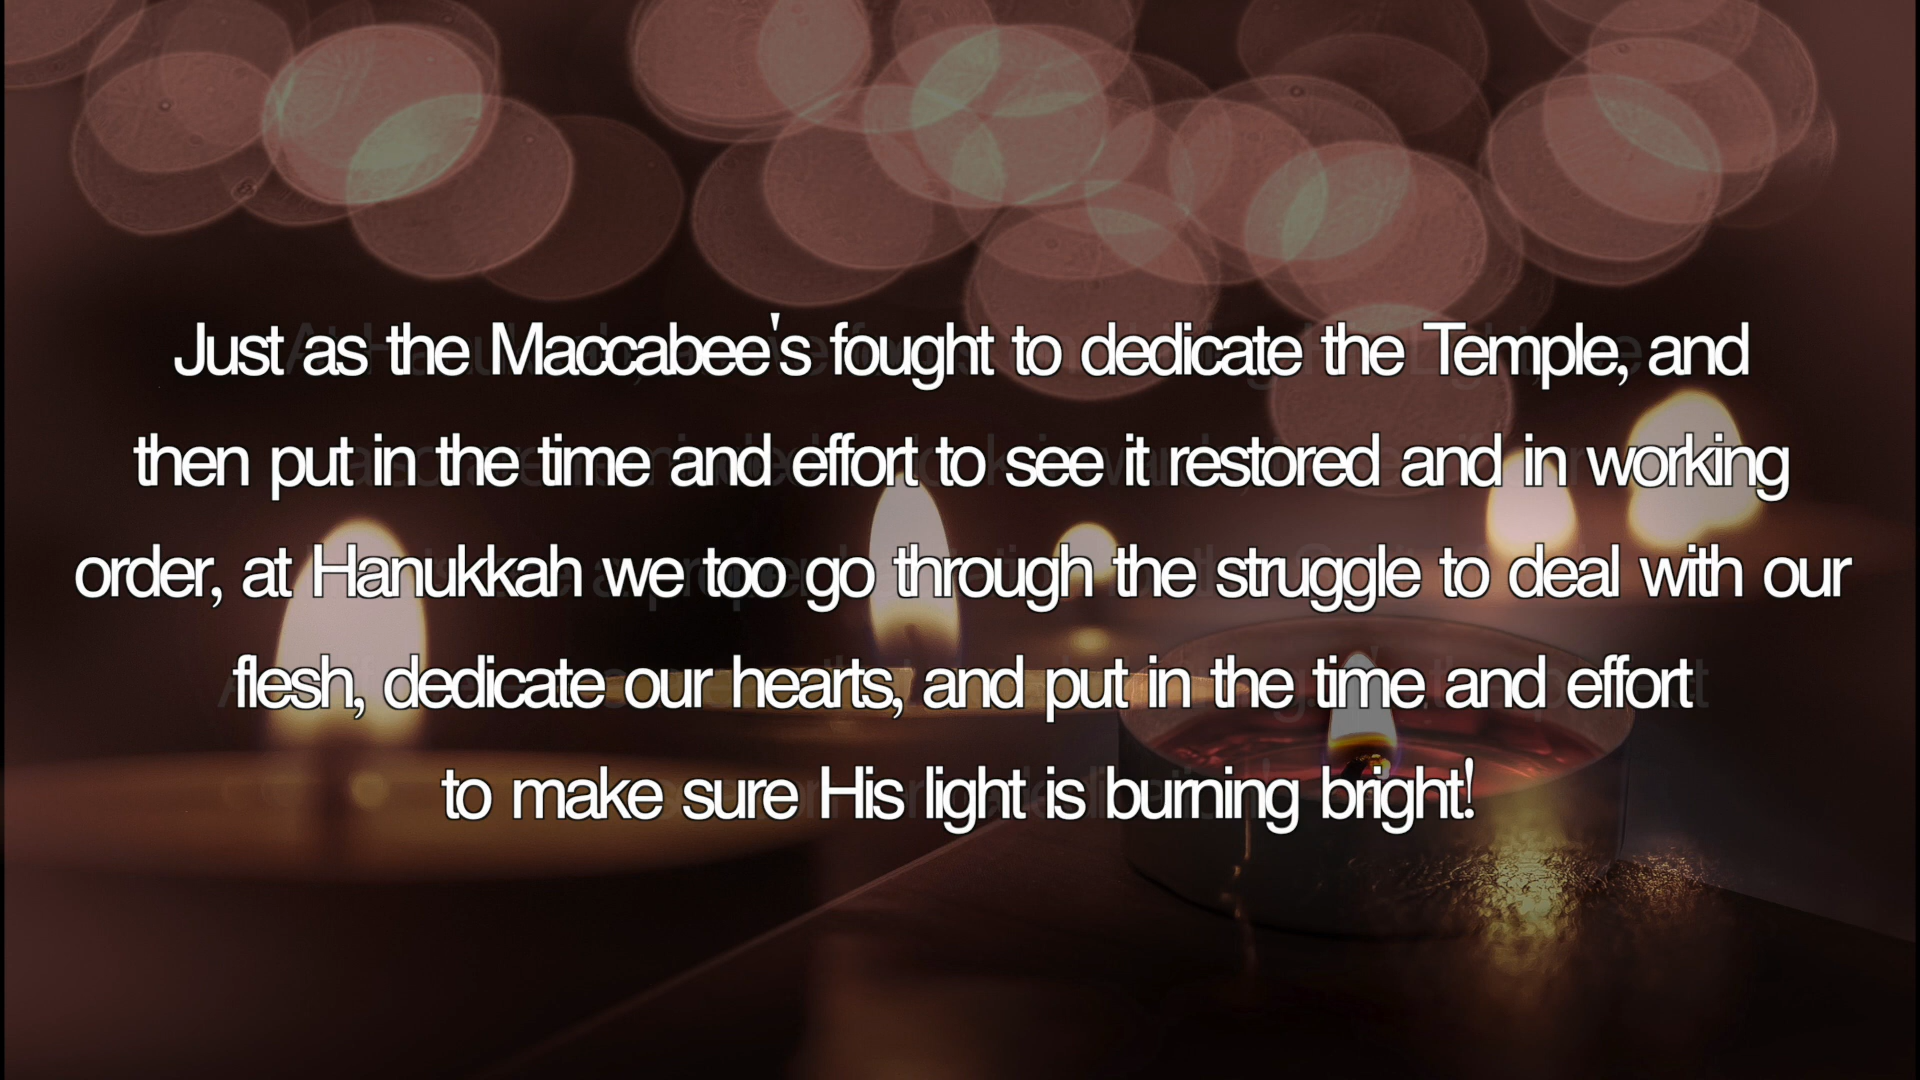 Just as the Maccabee's fought to dedicate the Temple, and
then put in the time and effort to see it restored and in working
order, at Hanukkah we too go through the struggle to deal with our
flesh, dedicate our hearts, and put in the time and effort
to make sure His light is burning bright!